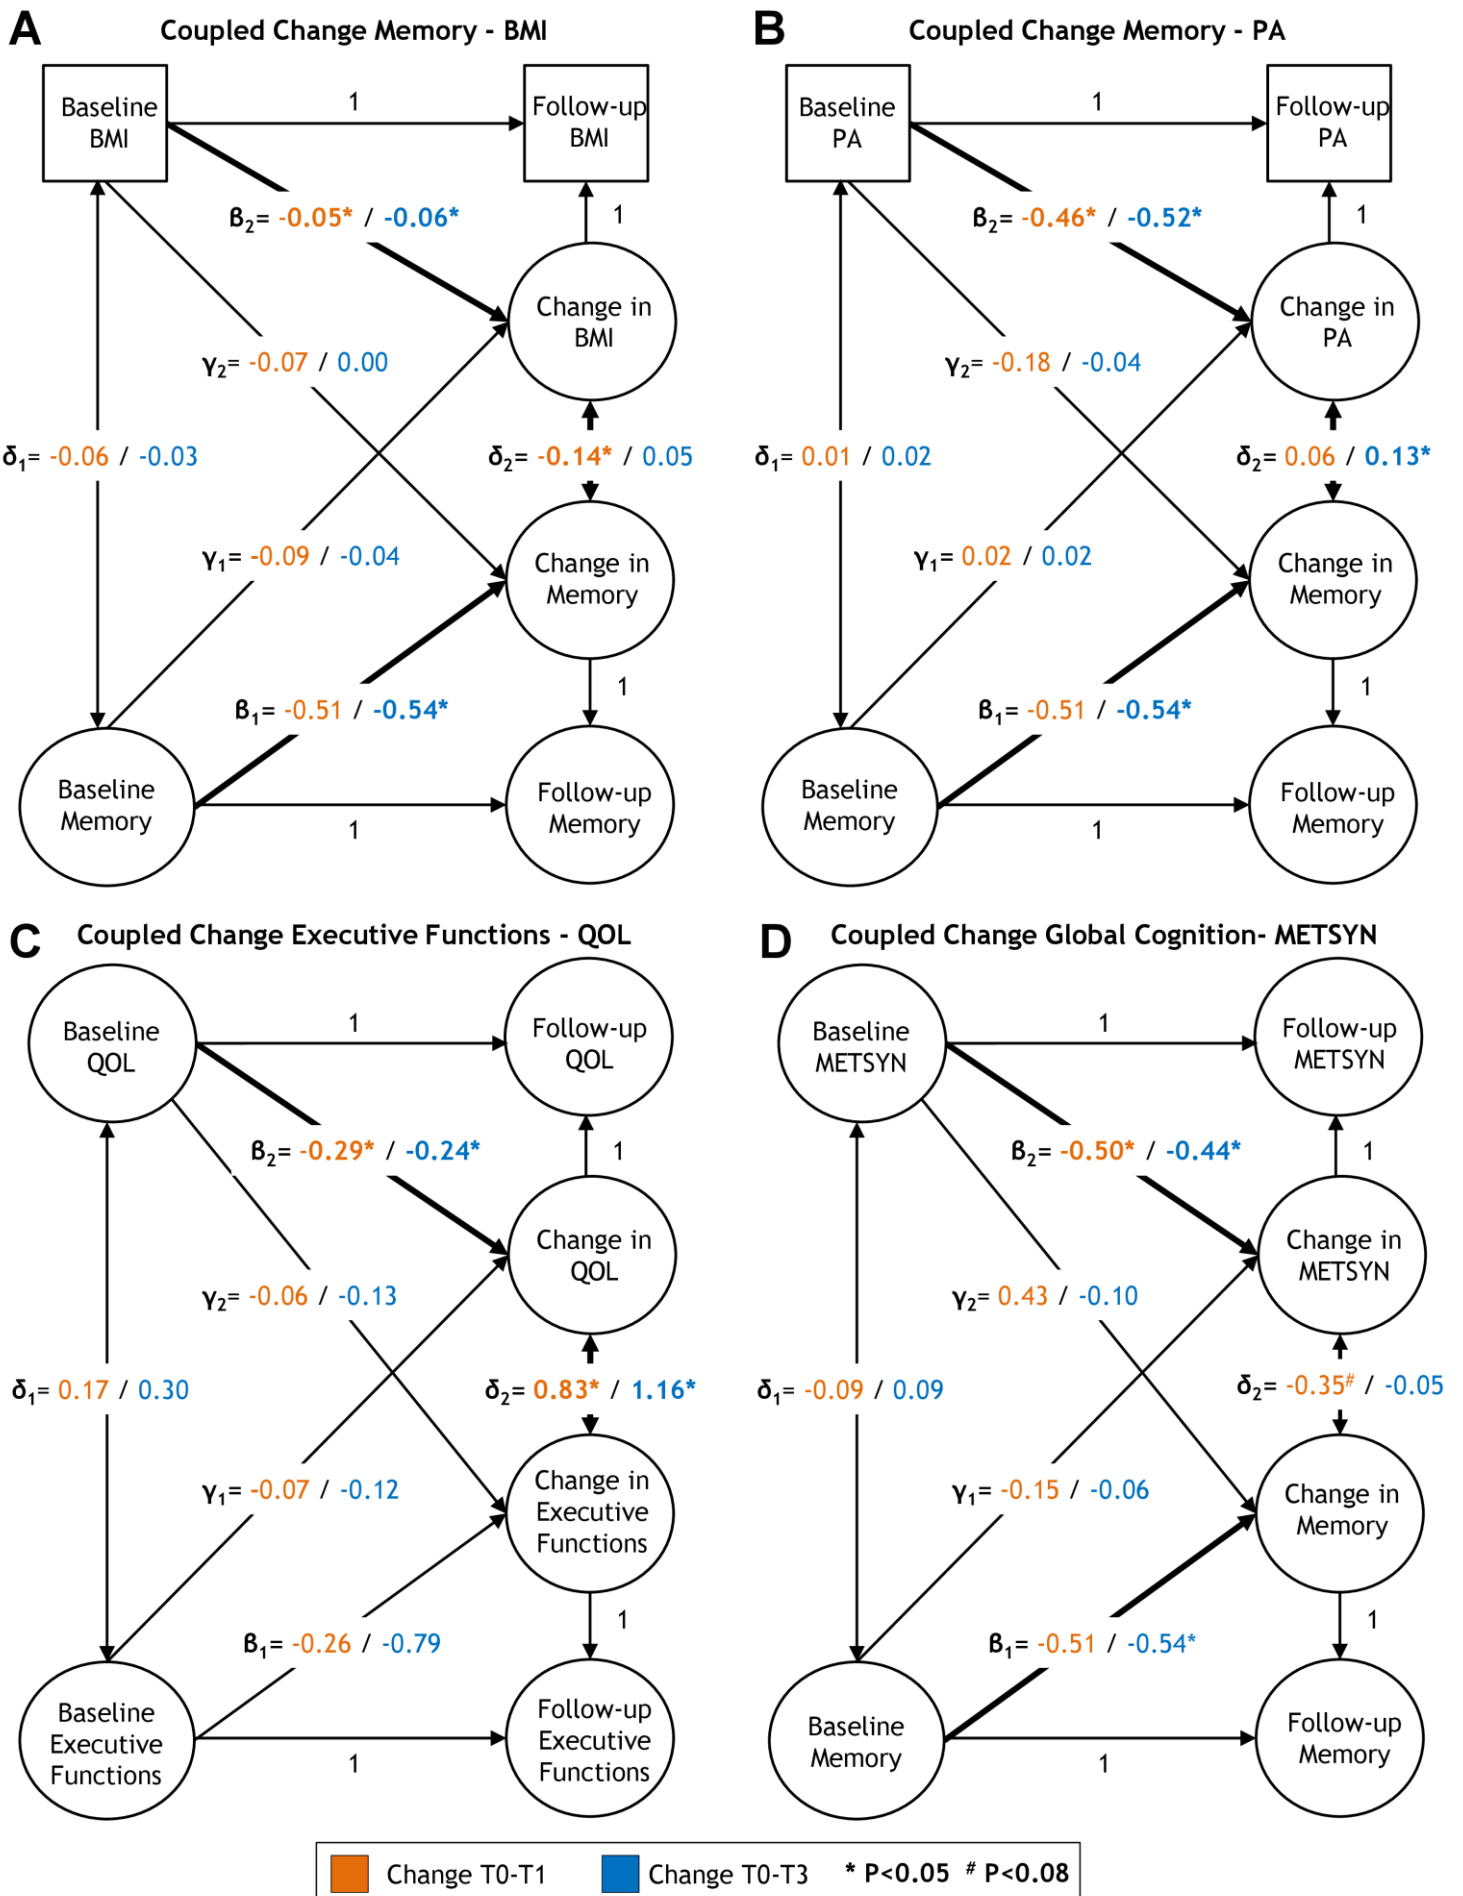 A Coupled Change Memory - BMI
Baseline
BMI
1
Follow-up
BMI
β2= -0.05* / -0.06*
1
Change in
BMI
γ2= -0.07 / 0.00
δ1= -0.06 / -0.03
δ2= -0.14* / 0.05
γ1= -0.09 / -0.04
Change in
Memory
β1= -0.51 / -0.54*
1
Baseline
Memory
1
Follow-up
Memory
B Coupled Change Memory - PA
Baseline
PA
1
Follow-up
PA
β2= -0.46* / -0.52*
1
Change in
PA
γ2= -0.18 / -0.04
δ1= 0.01 / 0.02
δ2= 0.06 / 0.13*
γ1= 0.02 / 0.02
Change in
Memory
β1= -0.51 / -0.54*
1
Baseline
Memory
1
Follow-up
Memory
C Coupled Change Executive Functions - QOL
Baseline
QOL
1
Follow-up
QOL
β2= -0.29* / -0.24*
1
Change in
QOL
γ2= -0.06 / -0.13
δ1= 0.17 / 0.30
δ2= 0.83* / 1.16*
γ1= -0.07 / -0.12
Change in
Executive
Functions
β1= -0.26 / -0.79
1
Baseline
Executive
Functions
1
Follow-up
Executive
Functions
D Coupled Change Global Cognition- METSYN
Baseline
METSYN
1
Follow-up
METSYN
β2= -0.50* / -0.44*
1
Change in
METSYN
γ2= 0.43 / -0.10
δ1= -0.09 / 0.09
δ2= -0.35# / -0.05
γ1= -0.15 / -0.06
Change in
Memory
β1= -0.51 / -0.54*
1
Baseline
Memory
1
Follow-up
Memory
Change T0-T1 Change T0-T3 * P<0.05 # P<0.08